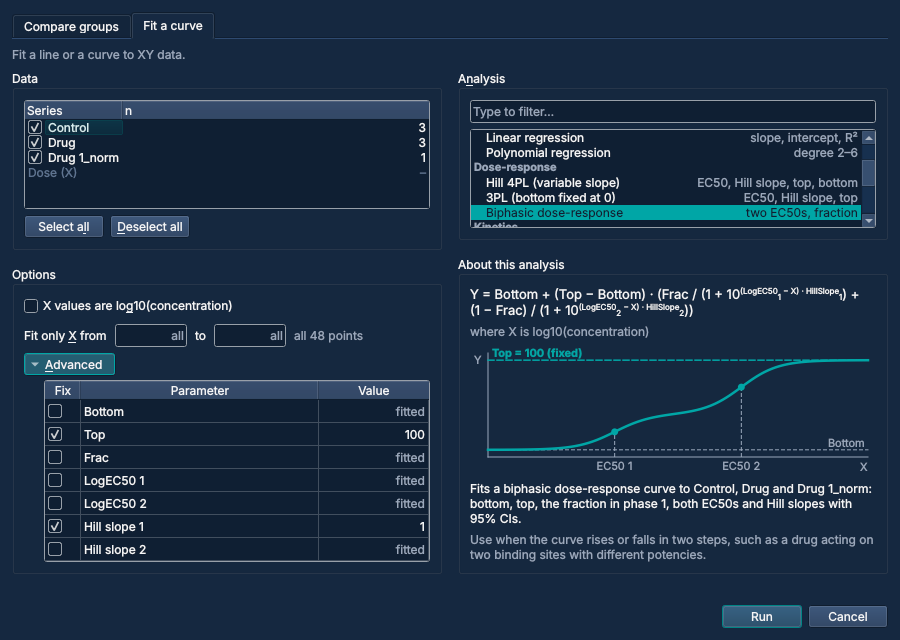 Compare groups
Fit a curve
Fit a line or a curve to XY data.
Data
Series n
Control 3
Drug 3
Drug 1_norm 1
Dose (X) –
Select all
Deselect all
Options
X values are log10(concentration)
Fit only X from all to all all 48 points
Advanced
Fix Parameter Value
Bottom fitted
Top 100
Frac fitted
LogEC50 1 fitted
LogEC50 2 fitted
Hill slope 1 1
Hill slope 2 fitted
Analysis
Type to filter...
Linear regression slope, intercept, R²
Polynomial regression degree 2–6
Dose-response
Hill 4PL (variable slope) EC50, Hill slope, top, bottom
3PL (bottom fixed at 0) EC50, Hill slope, top
Biphasic dose-response two EC50s, fraction
Kinetics
About this analysis
Y = Bottom + (Top − Bottom) · (Frac / (1 + 10(LogEC50₁ − X) · HillSlope₁) +
(1 − Frac) / (1 + 10(LogEC50₂ − X) · HillSlope₂))
where X is log10(concentration)
Y
Top = 100 (fixed)
Bottom
EC50 1 EC50 2 X
Fits a biphasic dose-response curve to Control, Drug and Drug 1_norm:
bottom, top, the fraction in phase 1, both EC50s and Hill slopes with
95% CIs.
Use when the curve rises or falls in two steps, such as a drug acting on
two binding sites with different potencies.
Run
Cancel